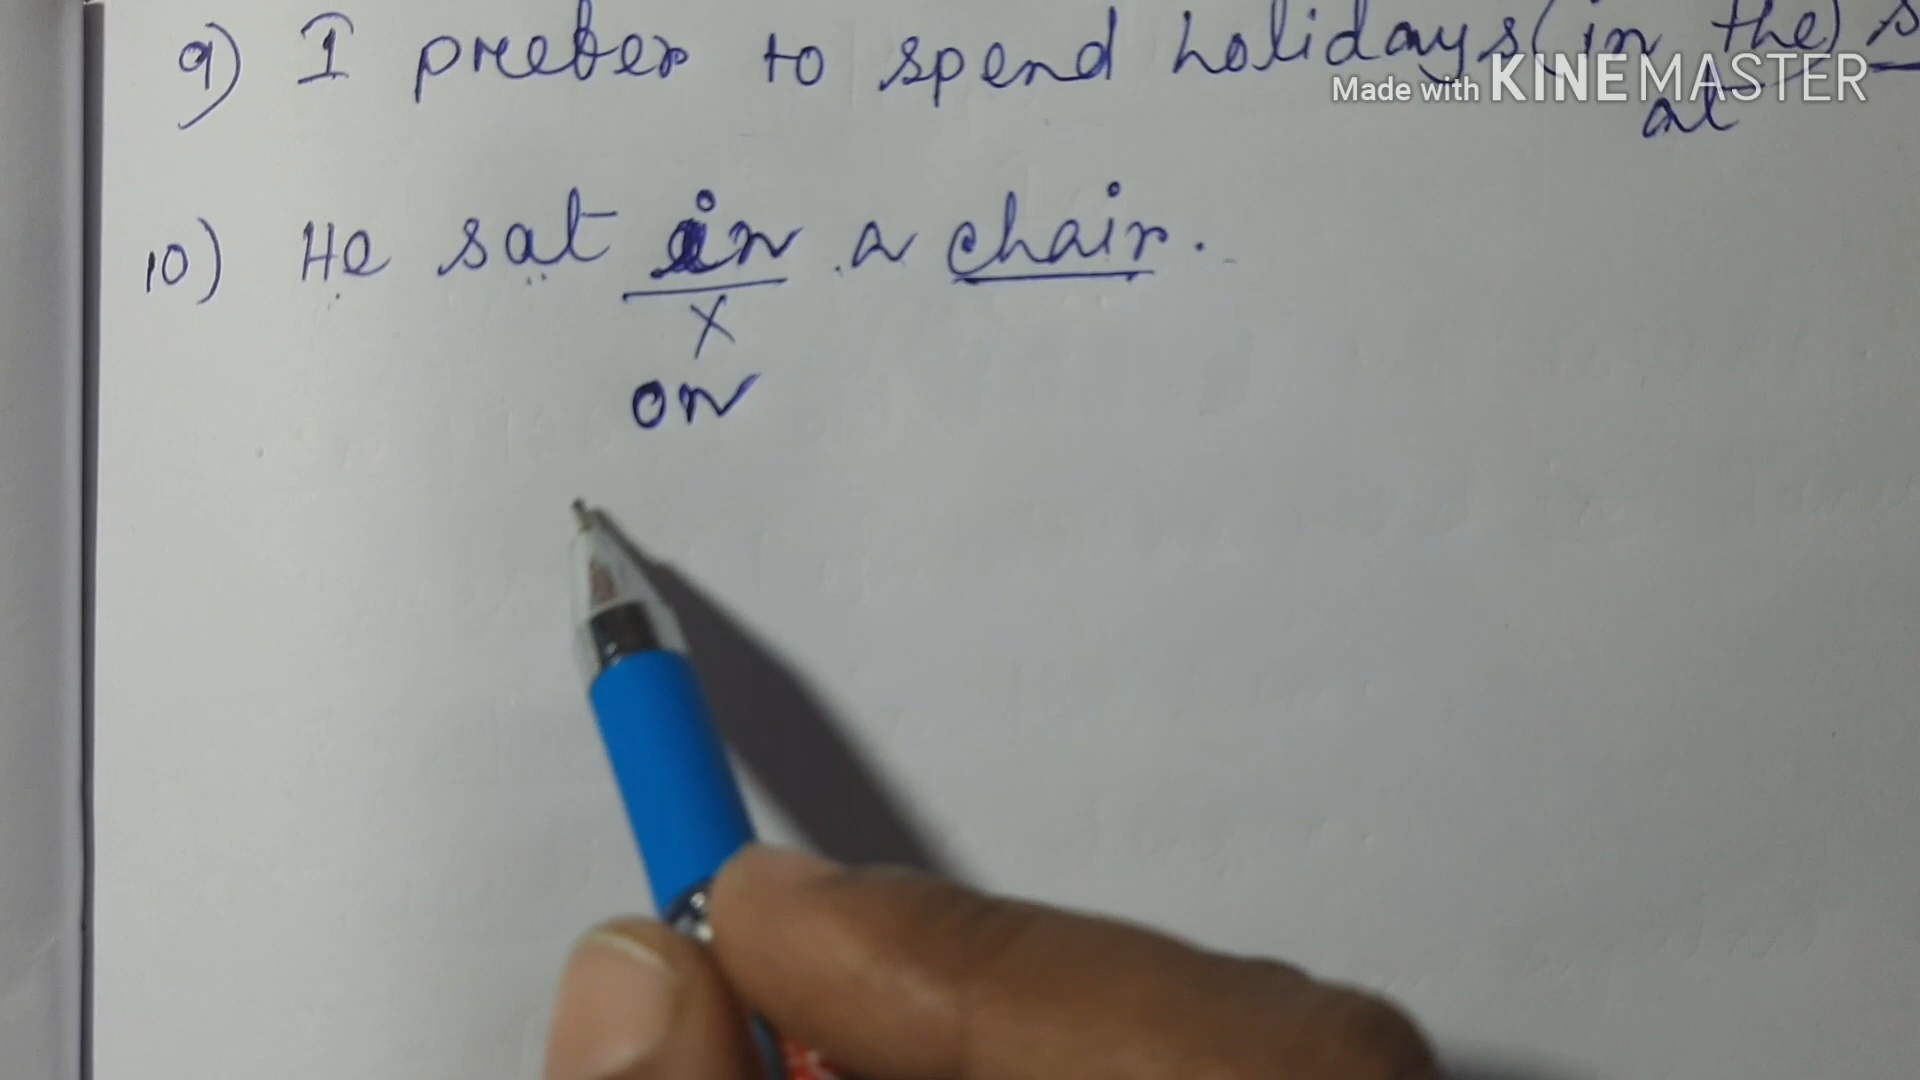 9) I prefer to spend holidays (in the)
Made with KINEMASTER
at
10) He sat in a chair.
x
on